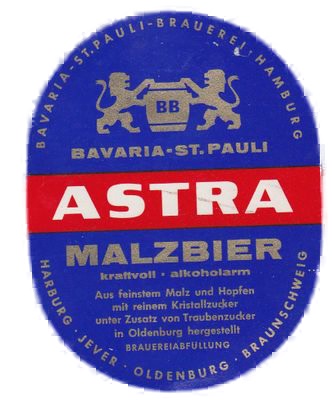 BAVARIA-ST.PAULI-BRAUEREI, HAMBURG
BB
BAVARIA-ST. PAULI
ASTRA
MALZBIER
kraftvoll · alkoholarm
Aus feinstem Malz und Hopfen
mit reinem Kristallzucker
unter Zusatz von Traubenzucker
in Oldenburg hergestellt
BRAUEREIABFÜLLUNG
HARBURG · JEVER · OLDENBURG · BRAUNSCHWEIG